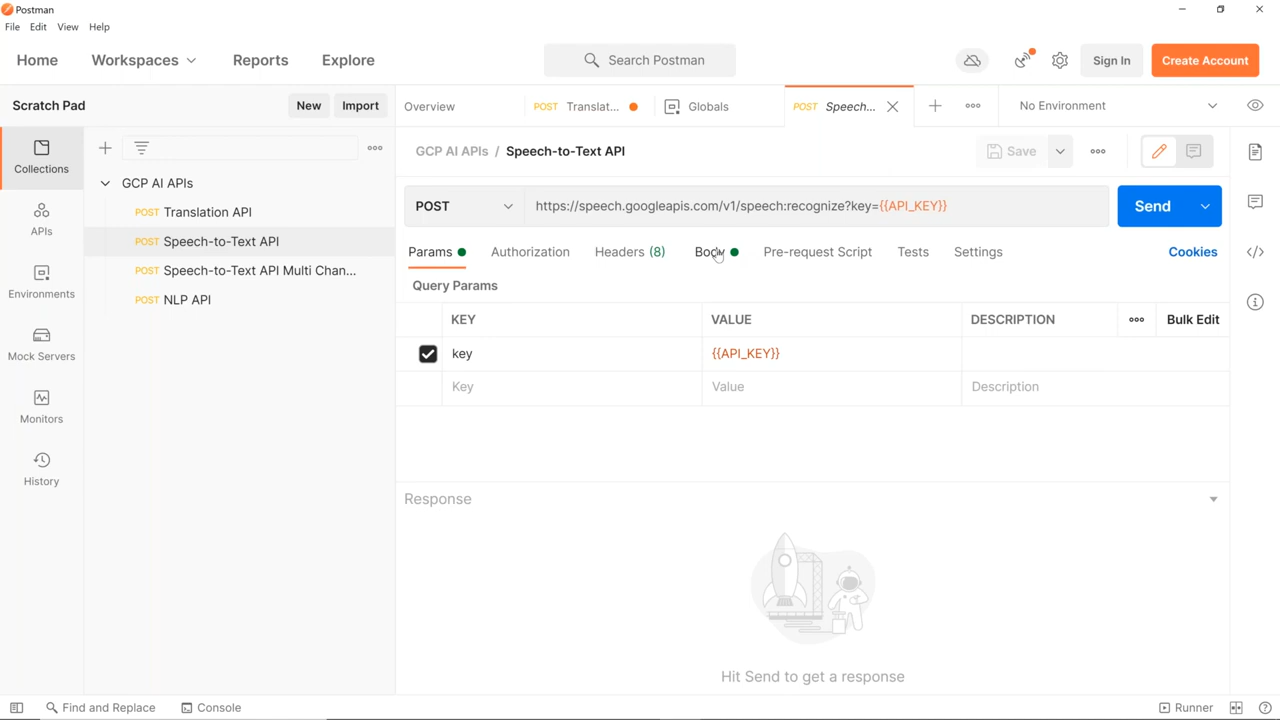 Postman
File Edit View Help
Home Workspaces Reports Explore Search Postman Sign In Create Account
Scratch Pad New Import
Overview POST Translat... Globals POST Speech... No Environment
Collections
APIs
Environments
Mock Servers
Monitors
History
GCP AI APIs
POST Translation API
POST Speech-to-Text API
POST Speech-to-Text API Multi Chan...
POST NLP API
GCP AI APIs / Speech-to-Text API Save
POST https://speech.googleapis.com/v1/speech:recognize?key={{API_KEY}} Send
Params Authorization Headers (8) Body Pre-request Script Tests Settings Cookies
Query Params
KEY VALUE DESCRIPTION Bulk Edit
key {{API_KEY}}
Key Value Description
Response
Hit Send to get a response
Find and Replace Console Runner